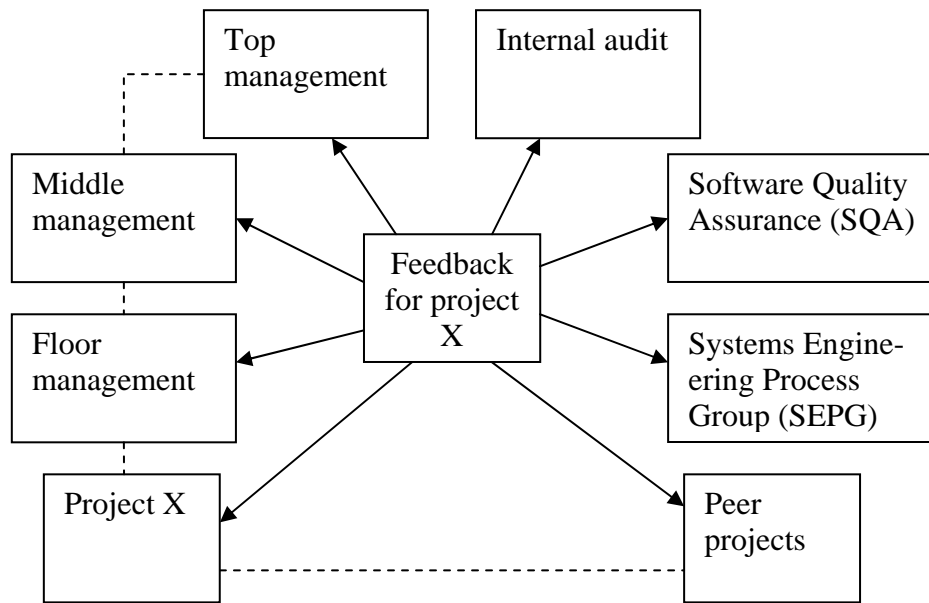 Top
management
Internal audit
Middle
management
Software Quality
Assurance (SQA)
Feedback
for project
X
Floor
management
Systems Engine-
ering Process
Group (SEPG)
Project X
Peer
projects